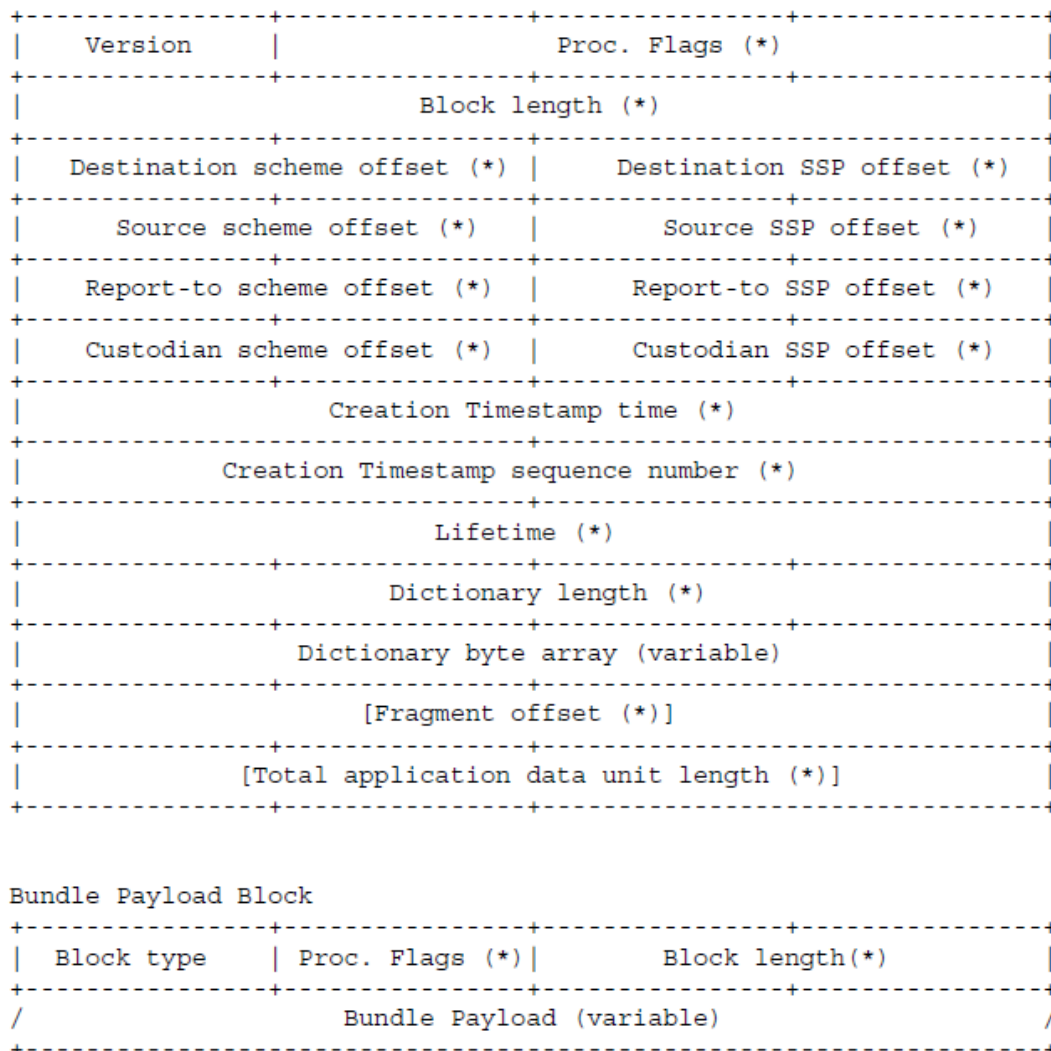 +----------------+----------------+----------------+----------------+
|    Version     |                  Proc. Flags (*)                 |
+----------------+----------------+----------------+----------------+
|                          Block length (*)                         |
+----------------+----------------+---------------------------------+
|   Destination scheme offset (*) |     Destination SSP offset (*)  |
+----------------+----------------+----------------+----------------+
|      Source scheme offset (*)   |        Source SSP offset (*)    |
+----------------+----------------+----------------+----------------+
|    Report-to scheme offset (*)  |      Report-to SSP offset (*)   |
+----------------+----------------+----------------+----------------+
|    Custodian scheme offset (*)  |      Custodian SSP offset (*)   |
+----------------+----------------+----------------+----------------+
|                    Creation Timestamp time (*)                    |
+---------------------------------+---------------------------------+
|             Creation Timestamp sequence number (*)                |
+---------------------------------+---------------------------------+
|                           Lifetime (*)                            |
+----------------+----------------+----------------+----------------+
|                        Dictionary length (*)                      |
+----------------+----------------+----------------+----------------+
|                  Dictionary byte array (variable)                 |
+----------------+----------------+---------------------------------+
|                      [Fragment offset (*)]                        |
+----------------+----------------+---------------------------------+
|              [Total application data unit length (*)]             |
+----------------+----------------+---------------------------------+
Bundle Payload Block
+----------------+----------------+----------------+----------------+
|  Block type    | Proc. Flags (*)|        Block length(*)          |
+----------------+----------------+----------------+----------------+
/                     Bundle Payload (variable)                     /
+-------------------------------------------------------------------+